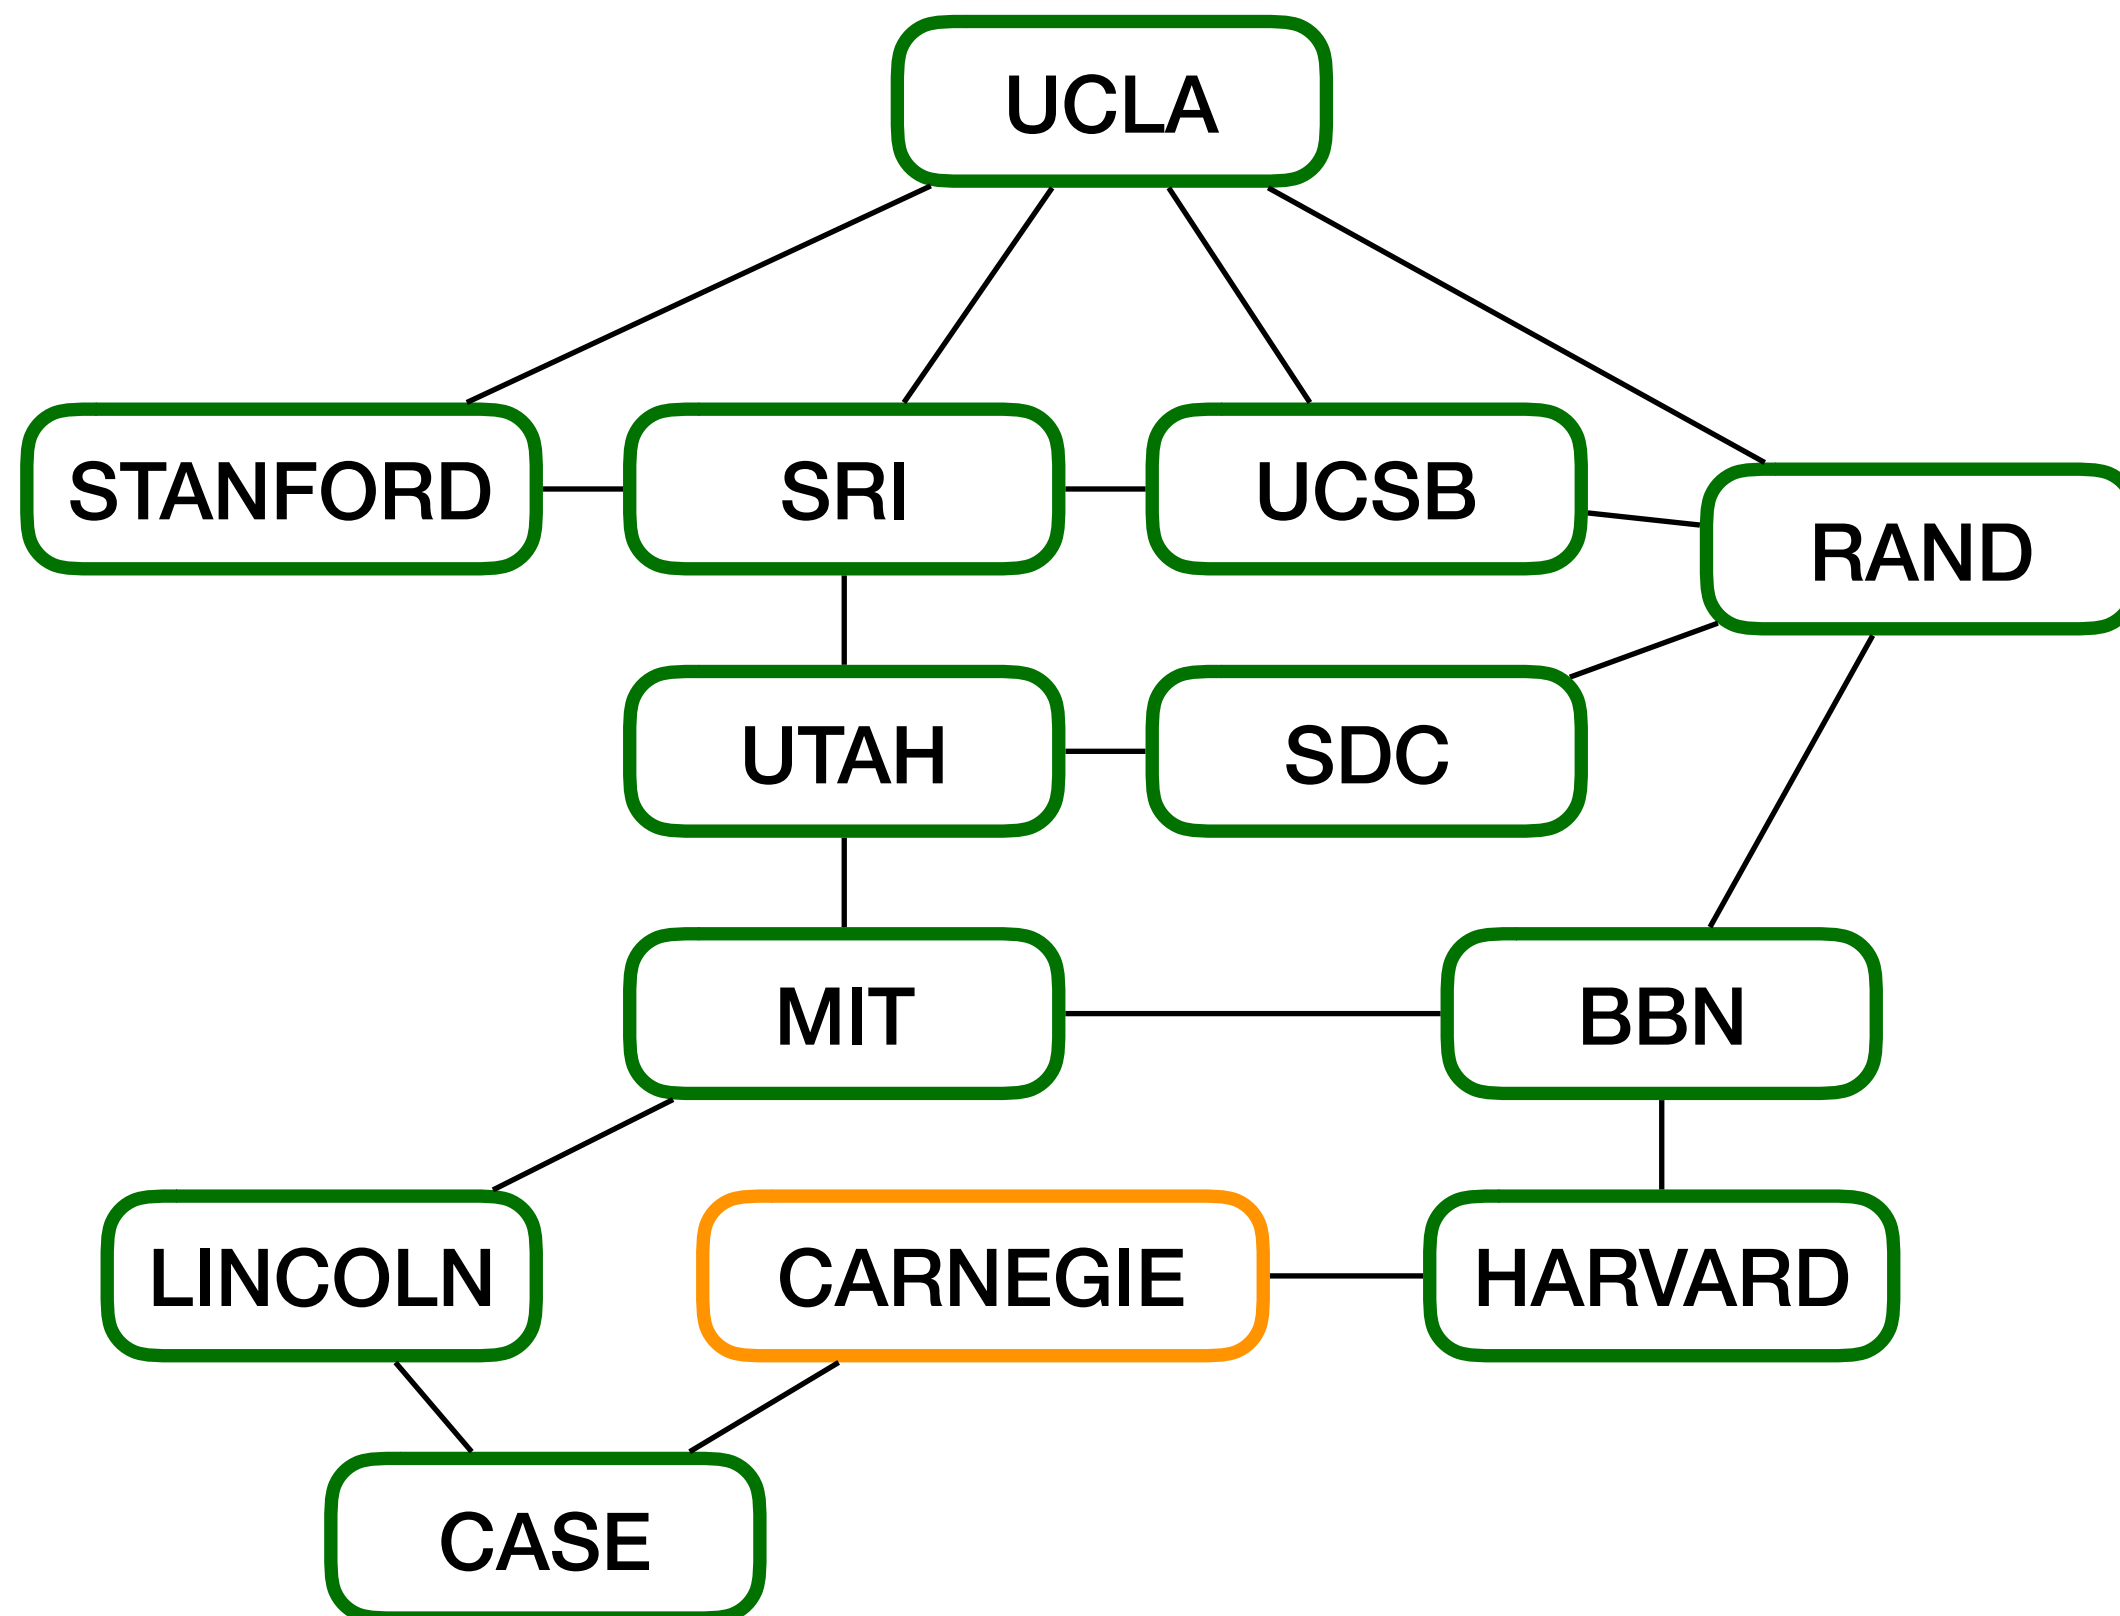 UCLA
STANFORD
SRI
UCSB
RAND
UTAH
SDC
MIT
BBN
LINCOLN
CARNEGIE
HARVARD
CASE